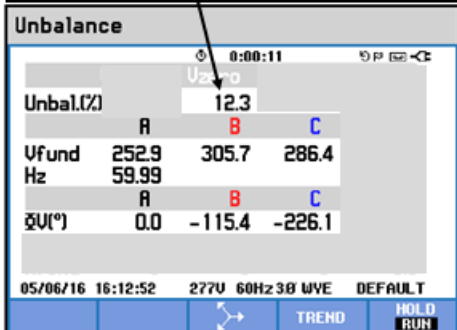 Unbalance
0:00:11
Vzero
Unbal.(%) 12.3
A B C
Vfund 252.9 305.7 286.4
Hz 59.99
A B C
ΦV(°) 0.0 -115.4 -226.1
05/06/16 16:12:52 277V 60Hz 3Ø WYE DEFAULT
TREND HOLD
RUN